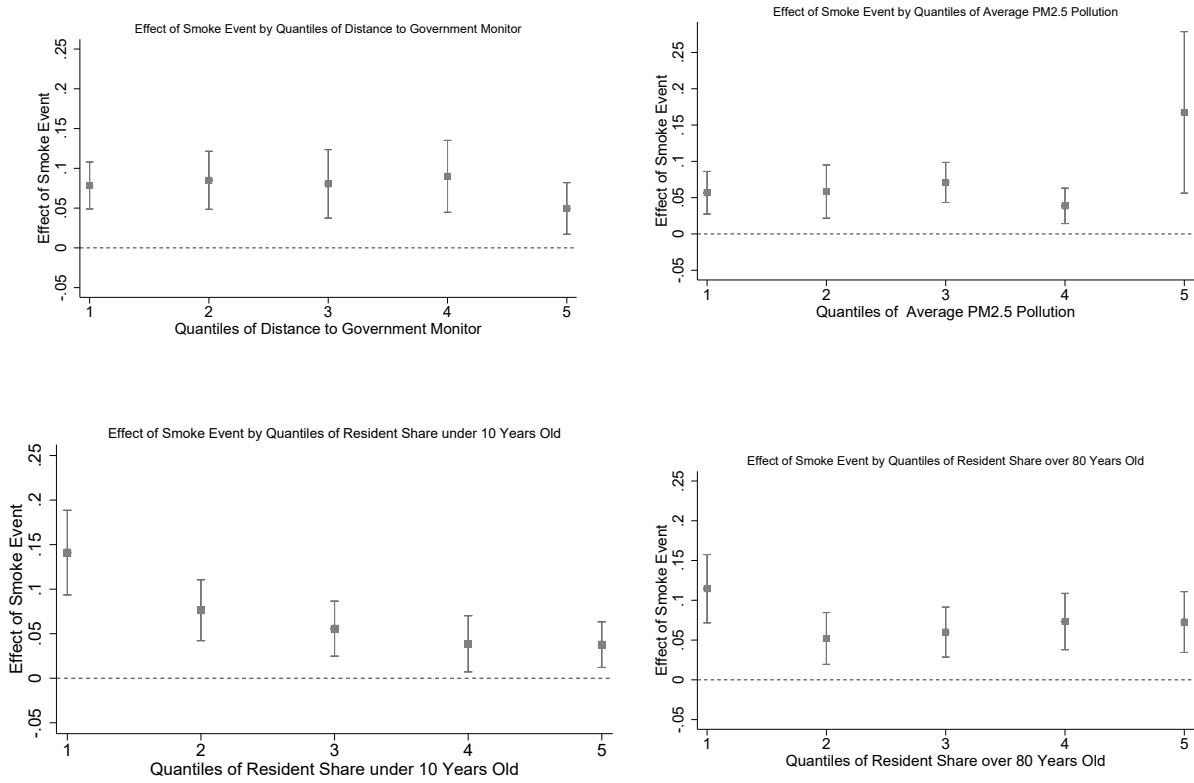 Effect of Smoke Event by Quantiles of Distance to Government Monitor
Effect of Smoke Event
.25
.2
.15
.1
.05
0
-.05
1 2 3 4 5
Quantiles of Distance to Government Monitor
Effect of Smoke Event by Quantiles of Average PM2.5 Pollution
Effect of Smoke Event
.25
.2
.15
.1
.05
0
-.05
1 2 3 4 5
Quantiles of Average PM2.5 Pollution
Effect of Smoke Event by Quantiles of Resident Share under 10 Years Old
Effect of Smoke Event
.25
.2
.15
.1
.05
0
-.05
1 2 3 4 5
Quantiles of Resident Share under 10 Years Old
Effect of Smoke Event by Quantiles of Resident Share over 80 Years Old
Effect of Smoke Event
.25
.2
.15
.1
.05
0
-.05
1 2 3 4 5
Quantiles of Resident Share over 80 Years Old